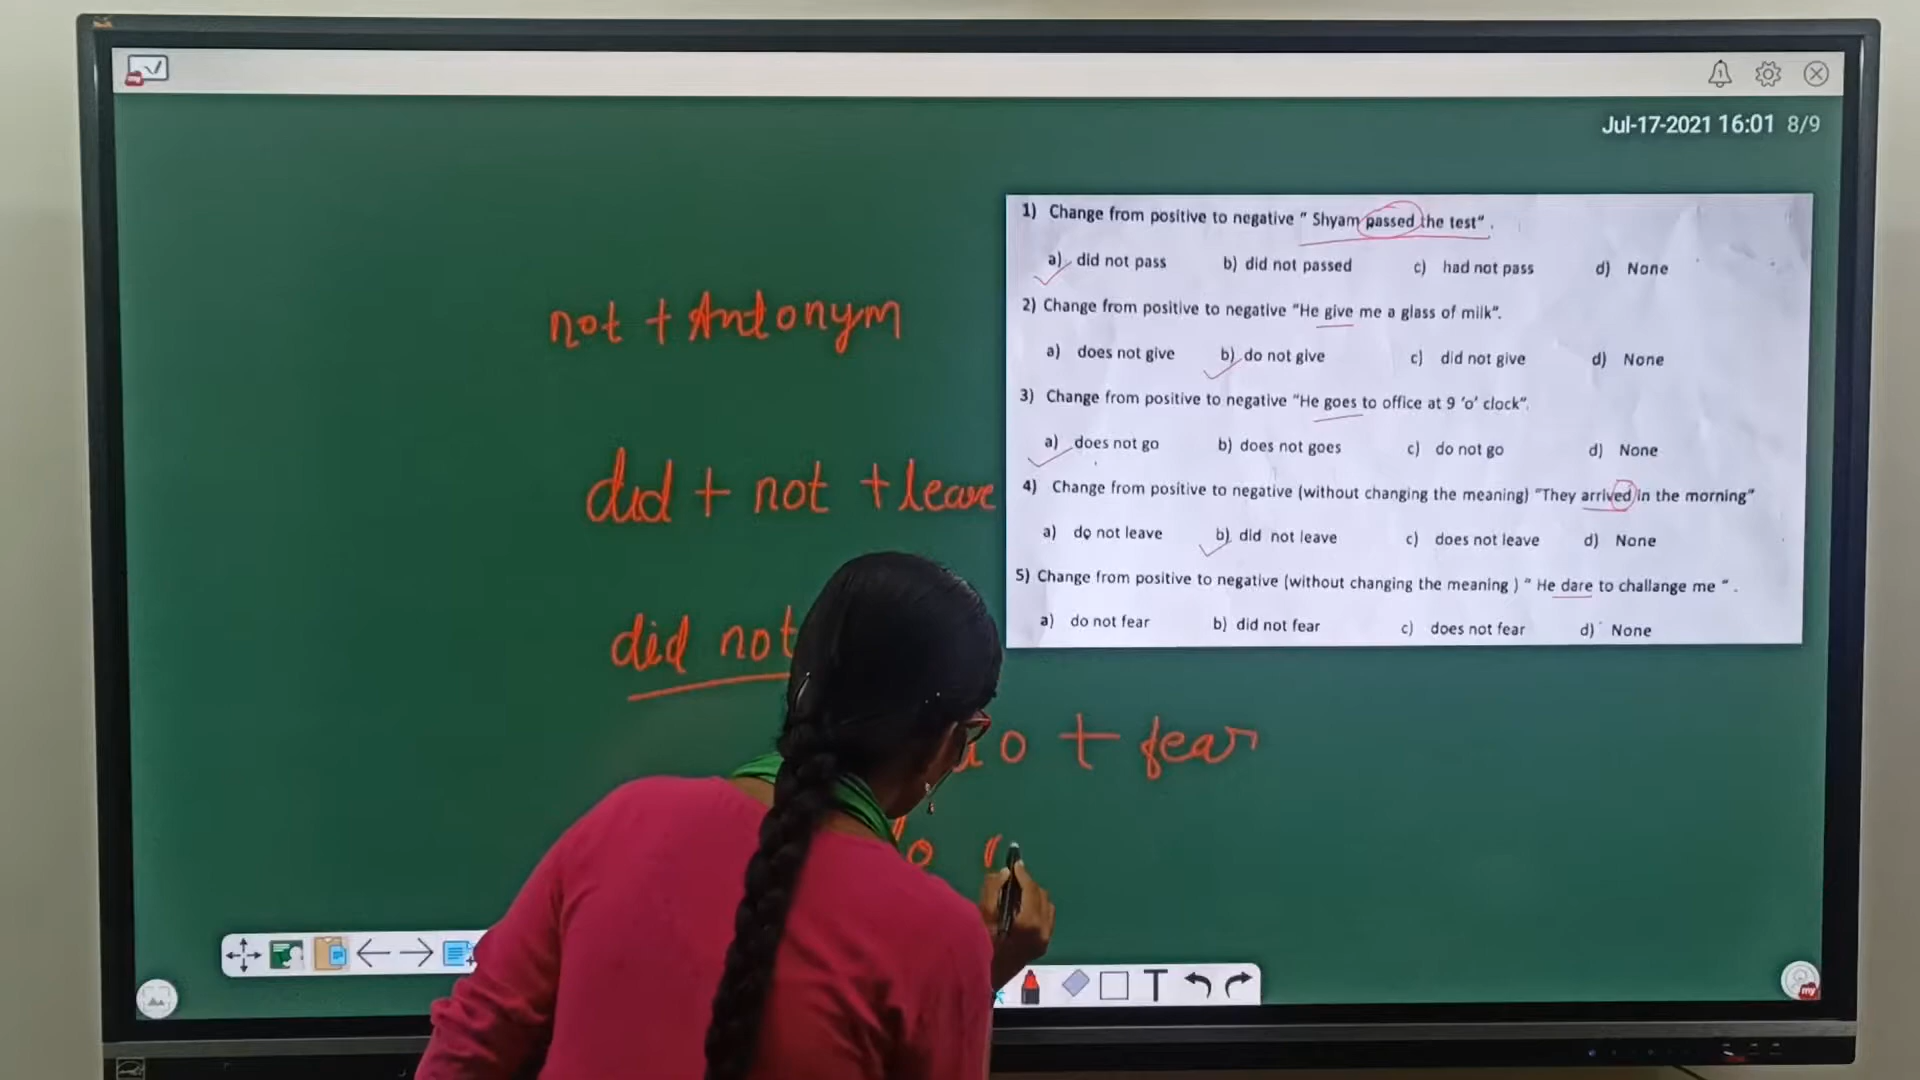 Jul-17-2021 16:01 8/9
not + Antonym
did + not + leave
did not
o + fear
o
1) Change from positive to negative " Shyam passed the test" .
a) did not pass b) did not passed c) had not pass d) None
2) Change from positive to negative "He give me a glass of milk".
a) does not give b) do not give c) did not give d) None
3) Change from positive to negative "He goes to office at 9 'o' clock".
a) does not go b) does not goes c) do not go d) None
4) Change from positive to negative (without changing the meaning) "They arrived in the morning"
a) do not leave b) did not leave c) does not leave d) None
5) Change from positive to negative (without changing the meaning ) " He dare to challange me " .
a) do not fear b) did not fear c) does not fear d) None
T